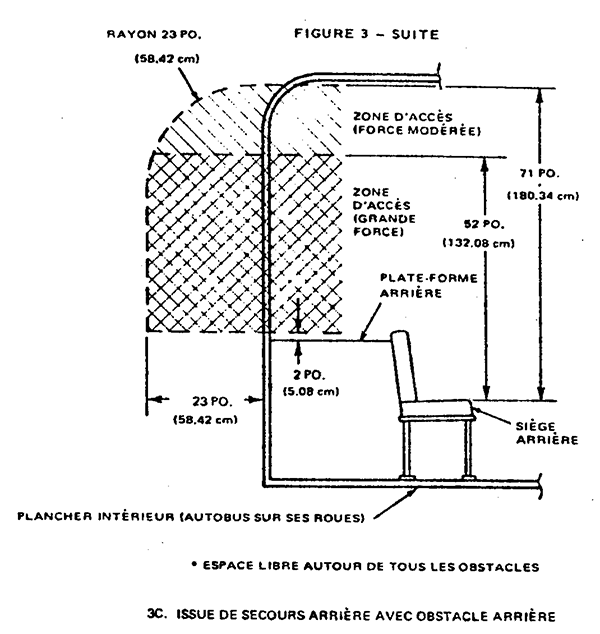 RAYON 23 PO.
(58.42 cm)
FIGURE 3 – SUITE
ZONE D'ACCÈS
(FORCE MODÉRÉE)
71 PO.
(180.34 cm)
ZONE
D'ACCÈS
(GRANDE
FORCE)
52 PO.
(132.08 cm)
PLATE-FORME
ARRIÈRE
2 PO.
(5.08 cm)
23 PO.
(58.42 cm)
SIÈGE
ARRIÈRE
PLANCHER INTÉRIEUR (AUTOBUS SUR SES ROUES)
* ESPACE LIBRE AUTOUR DE TOUS LES OBSTACLES
3C. ISSUE DE SECOURS ARRIÈRE AVEC OBSTACLE ARRIÈRE